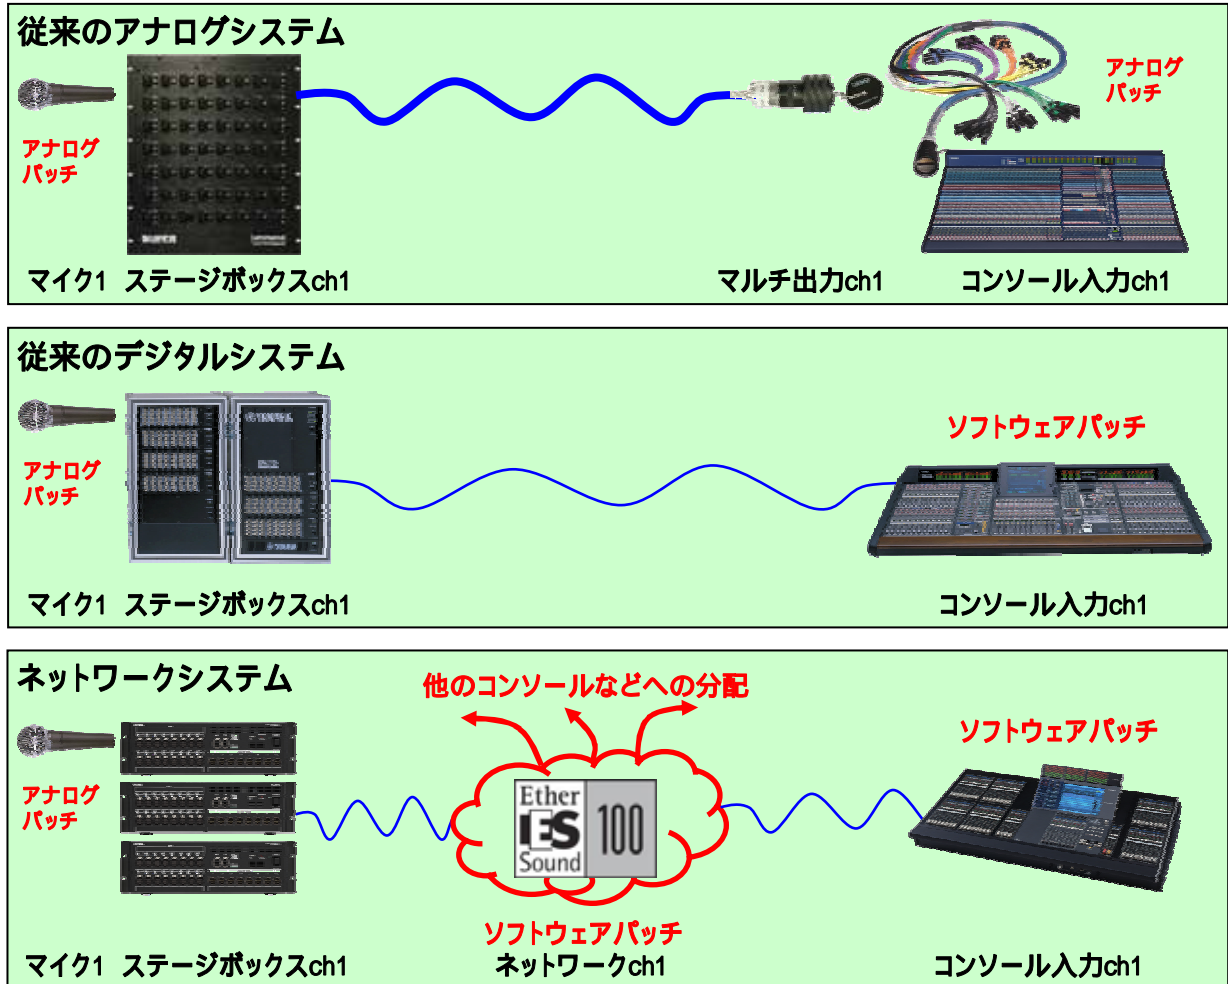 従来のアナログシステム
アナログ
パッチ
アナログ
パッチ
マイク1 ステージボックスch1 マルチ出力ch1 コンソール入力ch1
従来のデジタルシステム
ソフトウェアパッチ
アナログ
パッチ
マイク1 ステージボックスch1 コンソール入力ch1
ネットワークシステム
他のコンソールなどへの分配
ソフトウェアパッチ
アナログ
パッチ
Ether
ES 100
Sound
ソフトウェアパッチ
マイク1 ステージボックスch1 ネットワークch1 コンソール入力ch1